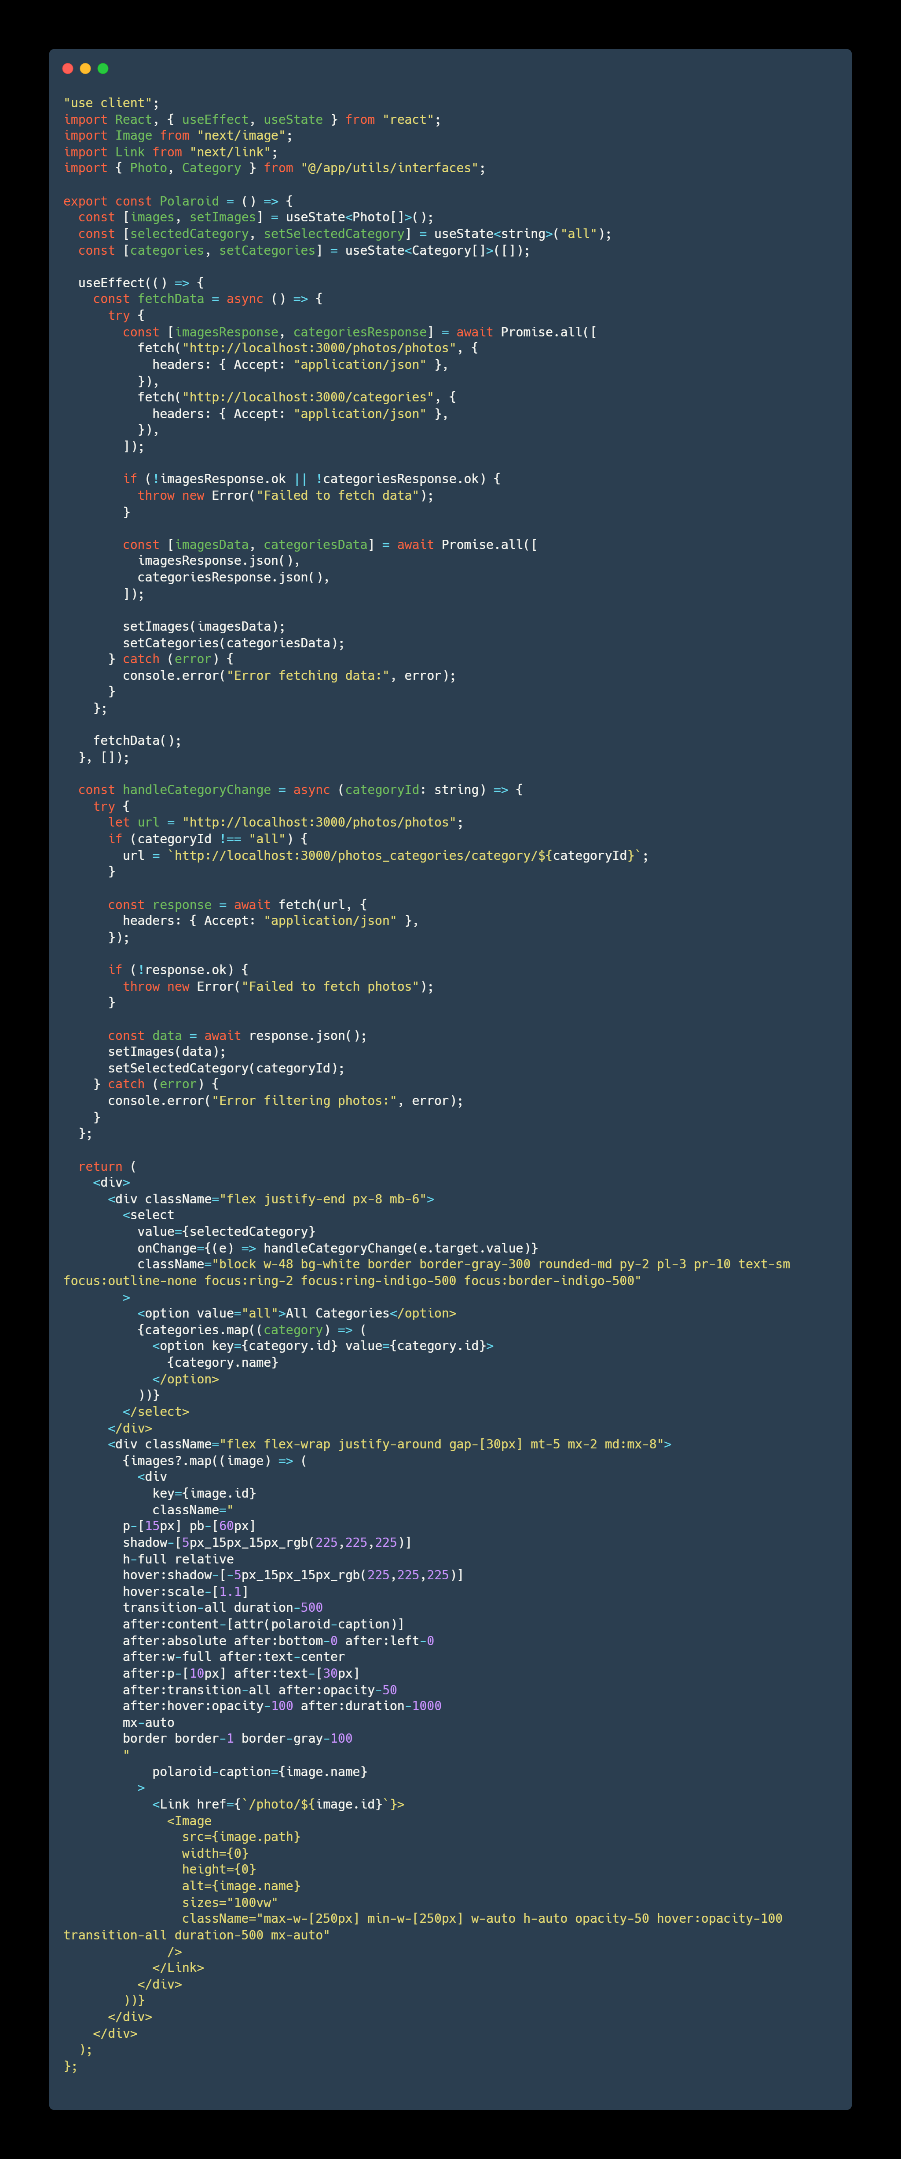 "use client";
import React, { useEffect, useState } from "react";
import Image from "next/image";
import Link from "next/link";
import { Photo, Category } from "@/app/utils/interfaces";

export const Polaroid = () => {
  const [images, setImages] = useState<Photo[]>();
  const [selectedCategory, setSelectedCategory] = useState<string>("all");
  const [categories, setCategories] = useState<Category[]>([]);

  useEffect(() => {
    const fetchData = async () => {
      try {
        const [imagesResponse, categoriesResponse] = await Promise.all([
          fetch("http://localhost:3000/photos/photos", {
            headers: { Accept: "application/json" },
          }),
          fetch("http://localhost:3000/categories", {
            headers: { Accept: "application/json" },
          }),
        ]);

        if (!imagesResponse.ok || !categoriesResponse.ok) {
          throw new Error("Failed to fetch data");
        }

        const [imagesData, categoriesData] = await Promise.all([
          imagesResponse.json(),
          categoriesResponse.json(),
        ]);

        setImages(imagesData);
        setCategories(categoriesData);
      } catch (error) {
        console.error("Error fetching data:", error);
      }
    };

    fetchData();
  }, []);

  const handleCategoryChange = async (categoryId: string) => {
    try {
      let url = "http://localhost:3000/photos/photos";
      if (categoryId !== "all") {
        url = `http://localhost:3000/photos_categories/category/${categoryId}`;
      }

      const response = await fetch(url, {
        headers: { Accept: "application/json" },
      });

      if (!response.ok) {
        throw new Error("Failed to fetch photos");
      }

      const data = await response.json();
      setImages(data);
      setSelectedCategory(categoryId);
    } catch (error) {
      console.error("Error filtering photos:", error);
    }
  };

  return (
    <div>
      <div className="flex justify-end px-8 mb-6">
        <select
          value={selectedCategory}
          onChange={(e) => handleCategoryChange(e.target.value)}
          className="block w-48 bg-white border border-gray-300 rounded-md py-2 pl-3 pr-10 text-sm
focus:outline-none focus:ring-2 focus:ring-indigo-500 focus:border-indigo-500"
        >
          <option value="all">All Categories</option>
          {categories.map((category) => (
            <option key={category.id} value={category.id}>
              {category.name}
            </option>
          ))}
        </select>
      </div>
      <div className="flex flex-wrap justify-around gap-[30px] mt-5 mx-2 md:mx-8">
        {images?.map((image) => (
          <div
            key={image.id}
            className="
        p-[15px] pb-[60px]
        shadow-[5px_15px_15px_rgb(225,225,225)]
        h-full relative
        hover:shadow-[-5px_15px_15px_rgb(225,225,225)]
        hover:scale-[1.1]
        transition-all duration-500
        after:content-[attr(polaroid-caption)]
        after:absolute after:bottom-0 after:left-0
        after:w-full after:text-center
        after:p-[10px] after:text-[30px]
        after:transition-all after:opacity-50
        after:hover:opacity-100 after:duration-1000
        mx-auto
        border border-1 border-gray-100
        "
            polaroid-caption={image.name}
          >
            <Link href={`/photo/${image.id}`}>
              <Image
                src={image.path}
                width={0}
                height={0}
                alt={image.name}
                sizes="100vw"
                className="max-w-[250px] min-w-[250px] w-auto h-auto opacity-50 hover:opacity-100
transition-all duration-500 mx-auto"
              />
            </Link>
          </div>
        ))}
      </div>
    </div>
  );
};